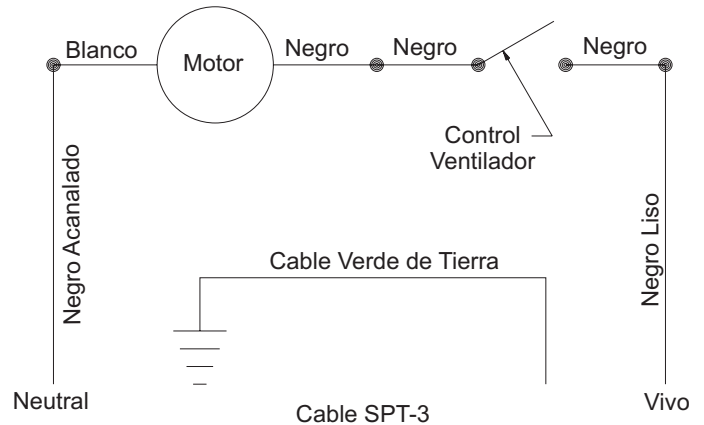 Blanco
Motor
Negro
Negro
Negro
Control
Ventilador
Negro Acanalado
Negro Liso
Cable Verde de Tierra
Neutral
Cable SPT-3
Vivo